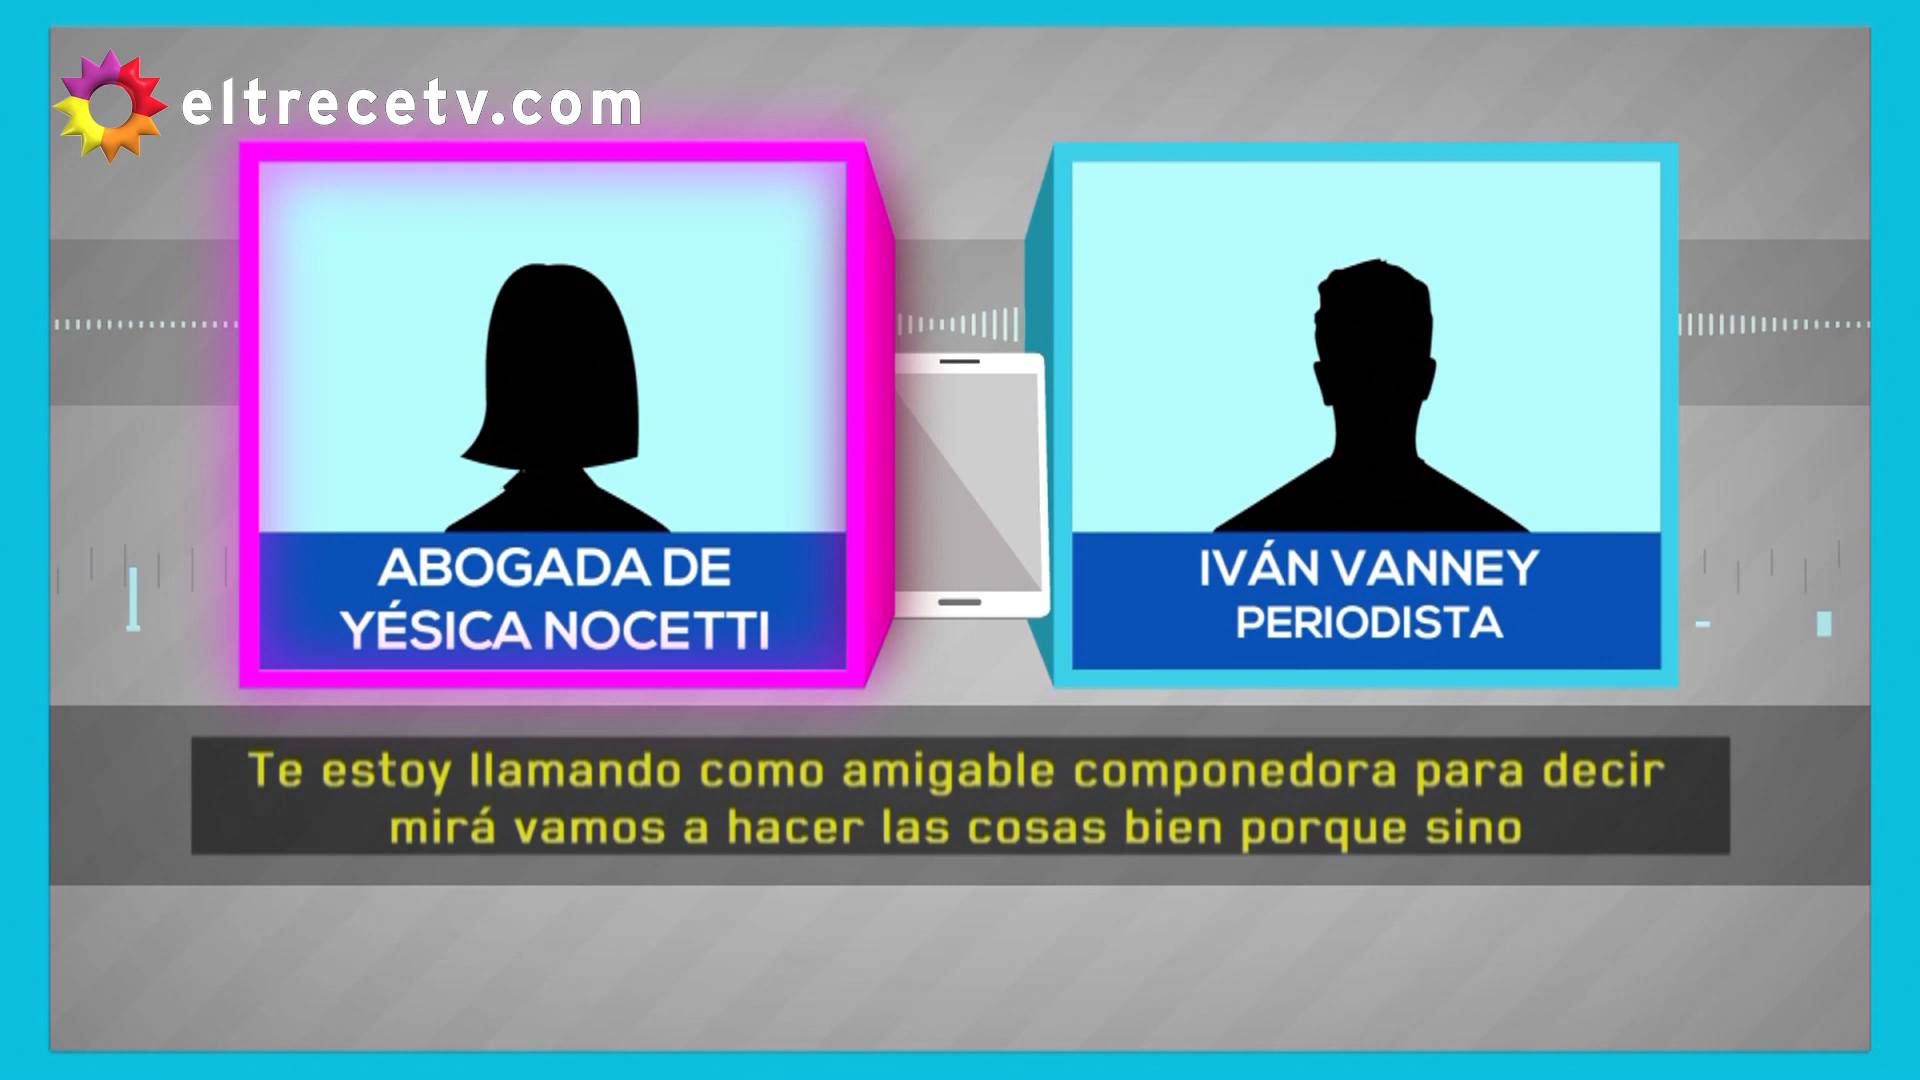 eltrecetv.com
ABOGADA DE
YÉSICA NOCETTI
IVÁN VANNEY
PERIODISTA
Te estoy llamando como amigable componedora para decir
mirá vamos a hacer las cosas bien porque sino